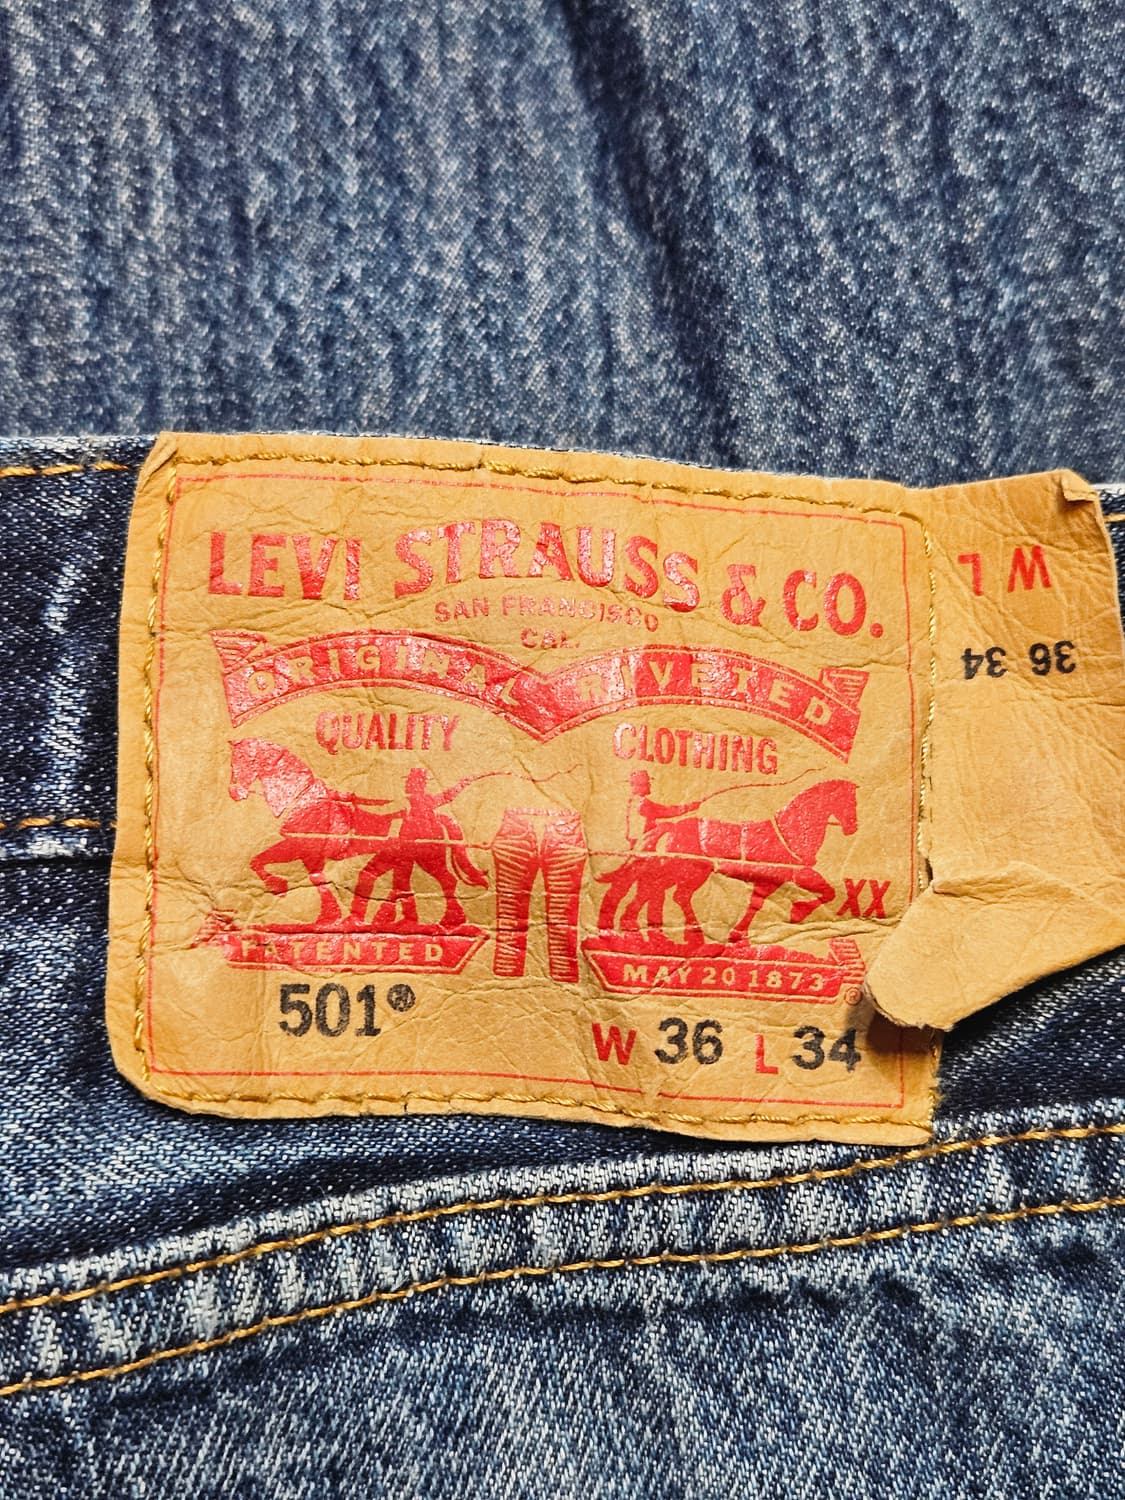 LEVI STRAUSS & CO.
SAN FRANCISCO
CAL.
ORIGINAL RIVETED
QUALITY CLOTHING
XX
PATENTED MAY 20 1873 ®
501® W 36 L 34
W L
36 34